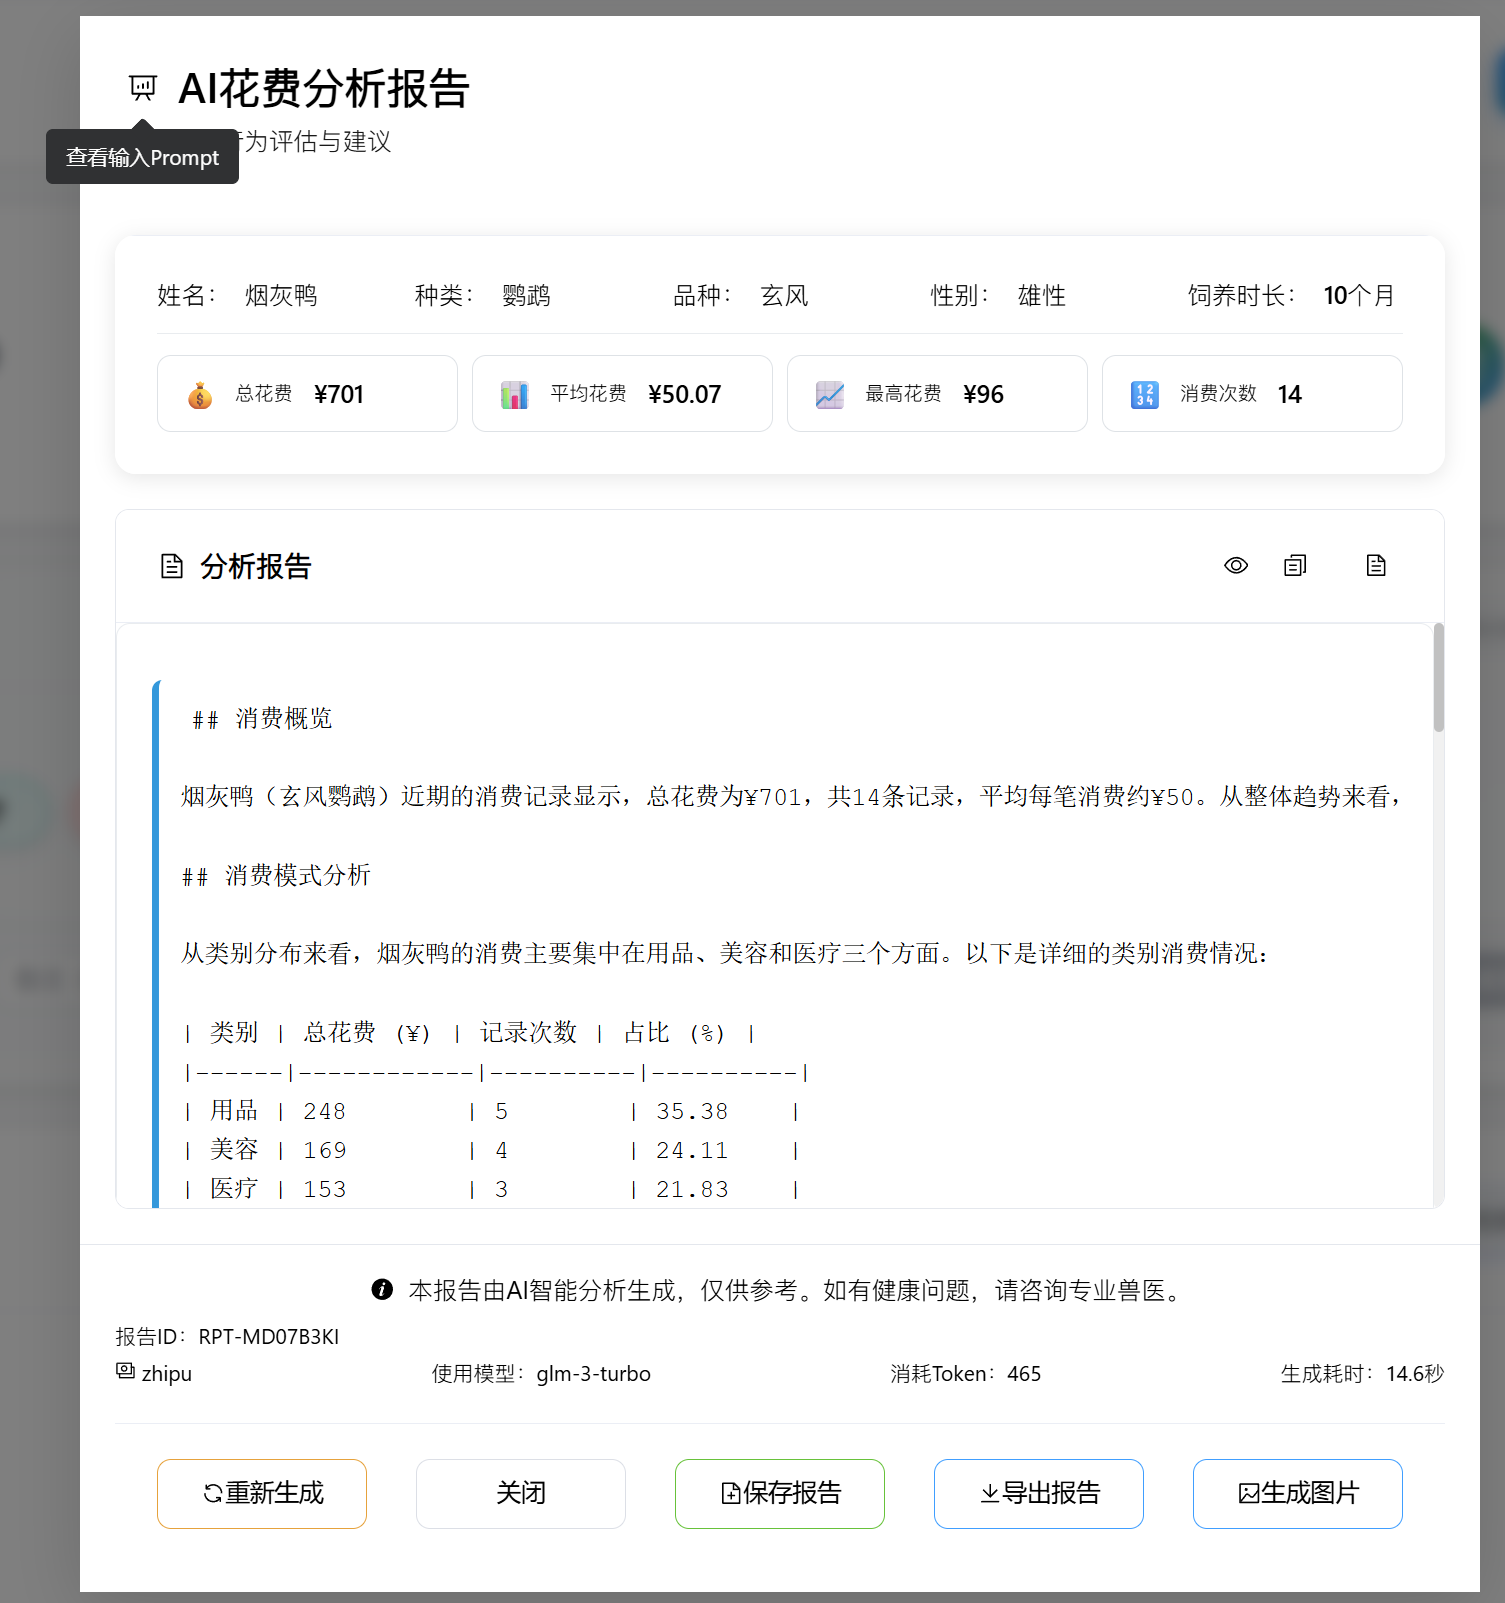 AI花费分析报告
为评估与建议
查看输入Prompt
姓名： 烟灰鸭 种类： 鹦鹉 品种： 玄风 性别： 雄性 饲养时长： 10个月
总花费 ¥701 平均花费 ¥50.07 最高花费 ¥96 消费次数 14
分析报告
## 消费概览
烟灰鸭（玄风鹦鹉）近期的消费记录显示，总花费为¥701，共14条记录，平均每笔消费约¥50。从整体趋势来看，
## 消费模式分析
从类别分布来看，烟灰鸭的消费主要集中在用品、美容和医疗三个方面。以下是详细的类别消费情况：
| 类别 | 总花费 (¥) | 记录次数 | 占比 (%) |
|------|------------|----------|----------|
| 用品 | 248 | 5 | 35.38 |
| 美容 | 169 | 4 | 24.11 |
| 医疗 | 153 | 3 | 21.83 |
本报告由AI智能分析生成，仅供参考。如有健康问题，请咨询专业兽医。
报告ID：RPT-MD07B3KI
zhipu 使用模型：glm-3-turbo 消耗Token：465 生成耗时：14.6秒
重新生成 关闭 保存报告 导出报告 生成图片